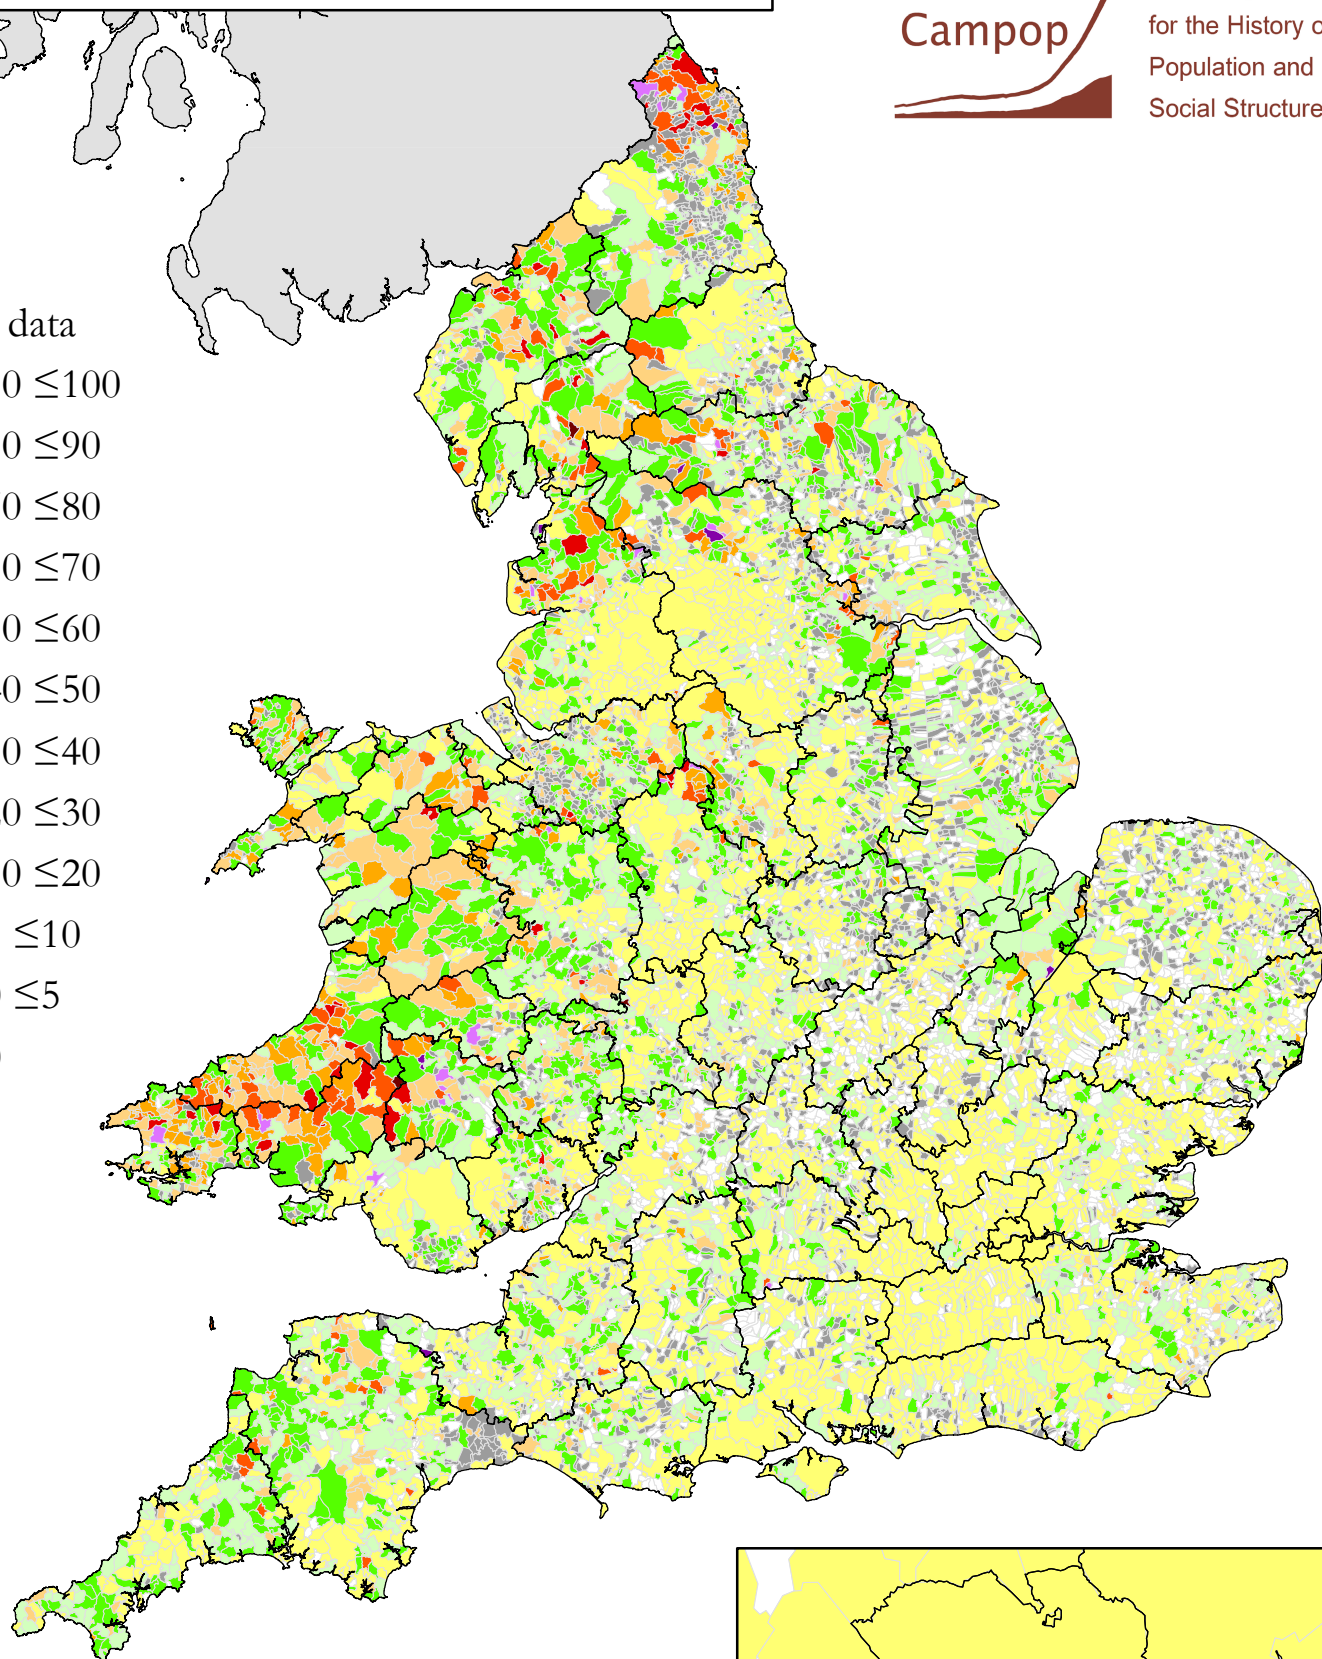 Campop
for the History o
Population and
Social Structure
data
0 ≤100
0 ≤90
0 ≤80
0 ≤70
0 ≤60
0 ≤50
0 ≤40
0 ≤30
0 ≤20
≤10
≤5